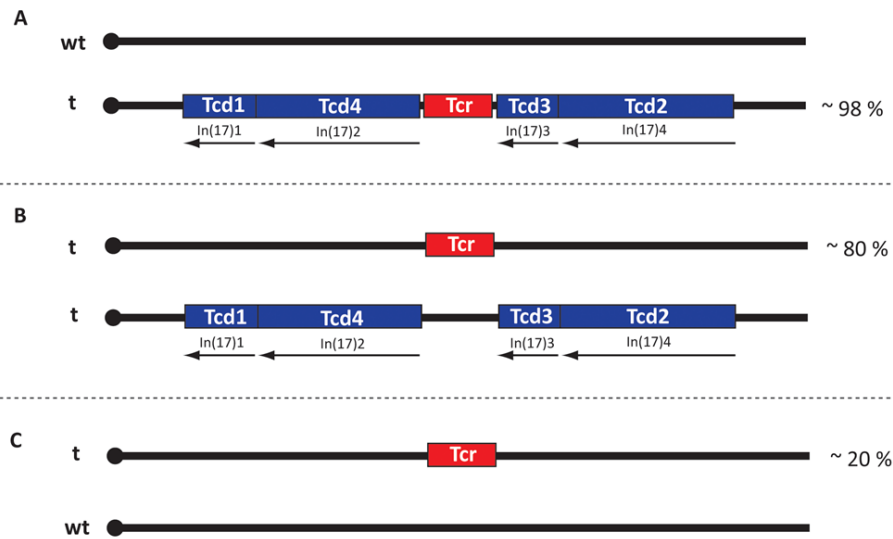 A
wt
t Tcd1 Tcd4 Tcr Tcd3 Tcd2 ~ 98 %
In(17)1 In(17)2 In(17)3 In(17)4
B
t Tcr ~ 80 %
t Tcd1 Tcd4 Tcd3 Tcd2
In(17)1 In(17)2 In(17)3 In(17)4
C
t Tcr ~ 20 %
wt